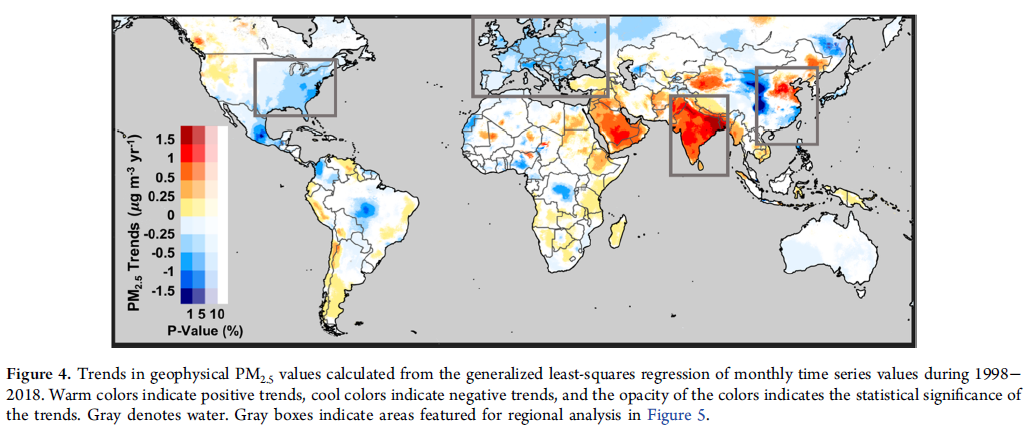 1.5
1
0.5
0.25
0
-0.25
-0.5
-1
-1.5
PM2.5 Trends (µg m-3 yr-1)
1 5 10
P-Value (%)
Figure 4. Trends in geophysical PM2.5 values calculated from the generalized least-squares regression of monthly time series values during 1998−
2018. Warm colors indicate positive trends, cool colors indicate negative trends, and the opacity of the colors indicates the statistical significance of
the trends. Gray denotes water. Gray boxes indicate areas featured for regional analysis in Figure 5.